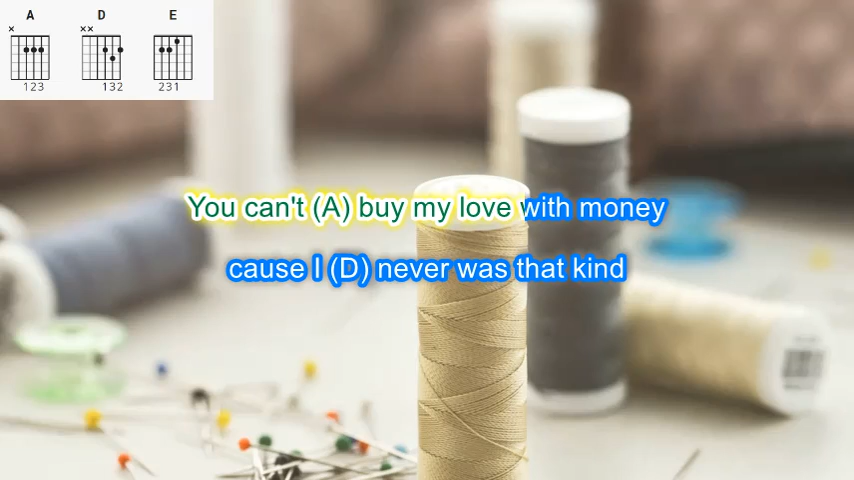 A D E
× ×× 
123 132 231
You can't (A) buy my love with money
cause I (D) never was that kind